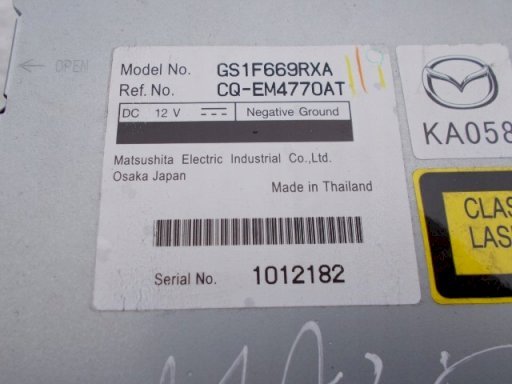 OPEN
Model No. GS1F669RXA
Ref. No. CQ-EM4770AT
DC 12 V Negative Ground
Matsushita Electric Industrial Co.,Ltd.
Osaka Japan
Made in Thailand
Serial No. 1012182
KA058
CLAS
LASE